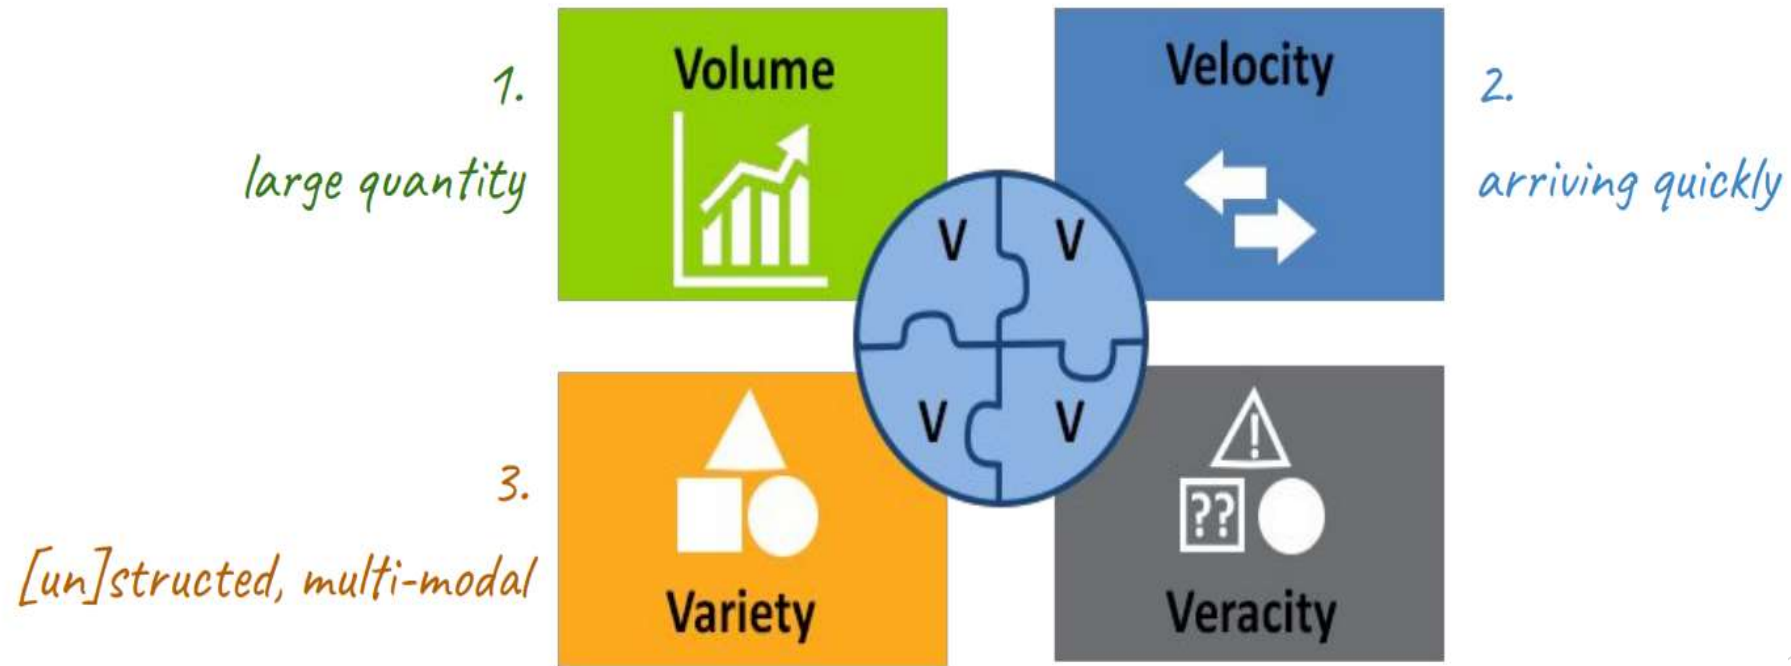 1.
large quantity
Volume
Velocity
2.
arriving quickly
V V
V V
3.
[un]structed, multi-modal
Variety
!
??
Veracity